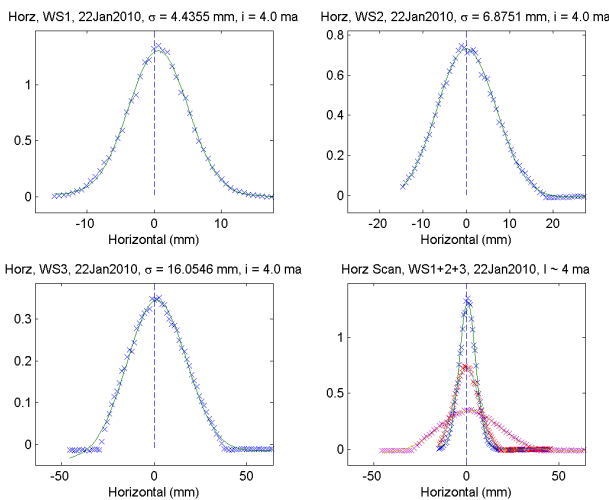 Horz, WS1, 22Jan2010, σ = 4.4355 mm, i = 4.0 ma
1
0.5
0
-10 0 10
Horizontal (mm)
Horz, WS2, 22Jan2010, σ = 6.8751 mm, i = 4.0 ma
0.8
0.6
0.4
0.2
0
-20 -10 0 10 20
Horizontal (mm)
Horz, WS3, 22Jan2010, σ = 16.0546 mm, i = 4.0 ma
0.3
0.2
0.1
0
-50 0 50
Horizontal (mm)
Horz Scan, WS1+2+3, 22Jan2010, I ~ 4 ma
1
0.5
0
-50 0 50
Horizontal (mm)